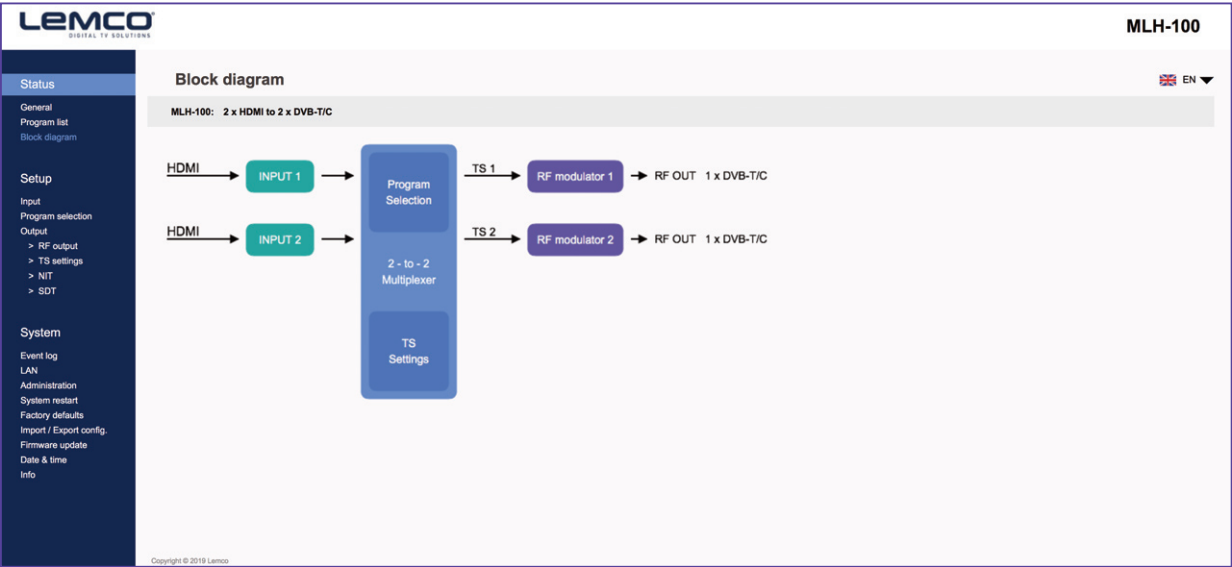 LEMCO
DIGITAL TV SOLUTIONS
MLH-100
Status
General
Program list
Block diagram
Setup
Input
Program selection
Output
> RF output
> TS settings
> NIT
> SDT
System
Event log
LAN
Administration
System restart
Factory defaults
Import / Export config.
Firmware update
Date & time
Info
Block diagram
EN
MLH-100: 2 x HDMI to 2 x DVB-T/C
HDMI
INPUT 1
Program
Selection
TS 1
RF modulator 1
RF OUT 1 x DVB-T/C
HDMI
INPUT 2
TS 2
RF modulator 2
RF OUT 1 x DVB-T/C
2 - to - 2
Multiplexer
TS
Settings
Copyright © 2019 Lemco